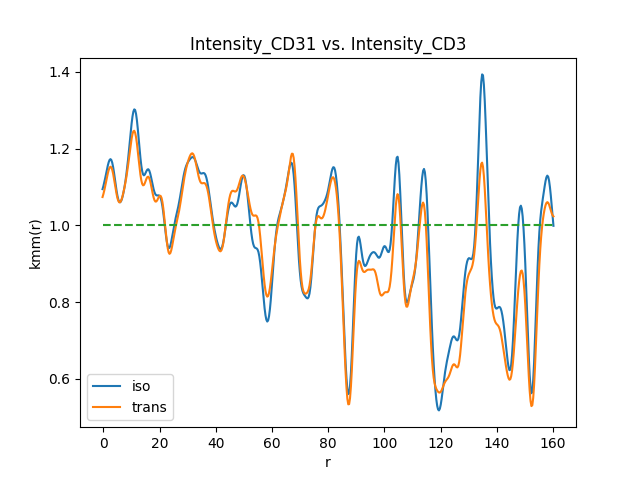 Intensity_CD31 vs. Intensity_CD3
1.4
1.2
1.0
0.8
0.6
kmm(r)
iso
trans
0 20 40 60 80 100 120 140 160
r